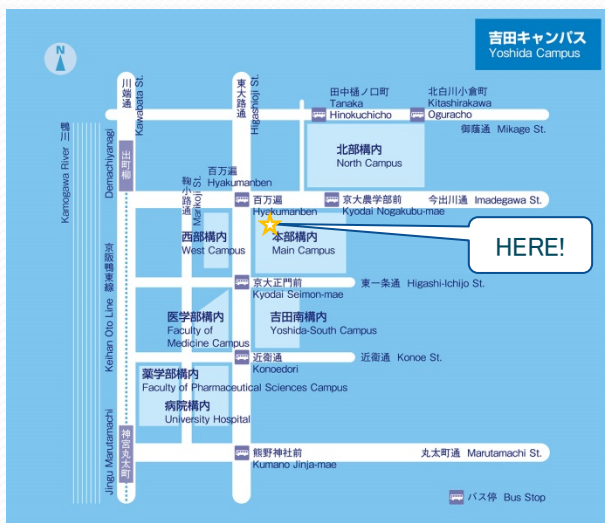 吉田キャンパス
Yoshida Campus
N
川端通
Kawabata St.
東大路通
Higashioji St.
田中樋ノ口町
Tanaka
Hinokuchicho
北白川小倉町
Kitashirakawa
Oguracho
御蔭通 Mikage St.
鴨川
Kamogawa River
出町柳
Demachiyanagi
北部構内
North Campus
鞠小路通
Marikoji St.
百万遍
Hyakumanben
百万遍
Hyakumanben
京大農学部前
Kyodai Nogakubu-mae
今出川通 Imadegawa St.
HERE!
西部構内
West Campus
本部構内
Main Campus
京阪鴨東線
Keihan Oto Line
京大正門前
Kyodai Seimon-mae
東一条通 Higashi-Ichijo St.
医学部構内
Faculty of
Medicine Campus
吉田南構内
Yoshida-South Campus
近衛通
Konoedori
近衛通 Konoe St.
薬学部構内
Faculty of Pharmaceutical Sciences Campus
病院構内
University Hospital
神宮丸太町
Jingu Marutamachi
熊野神社前
Kumano Jinja-mae
丸太町通 Marutamachi St.
バス停 Bus Stop